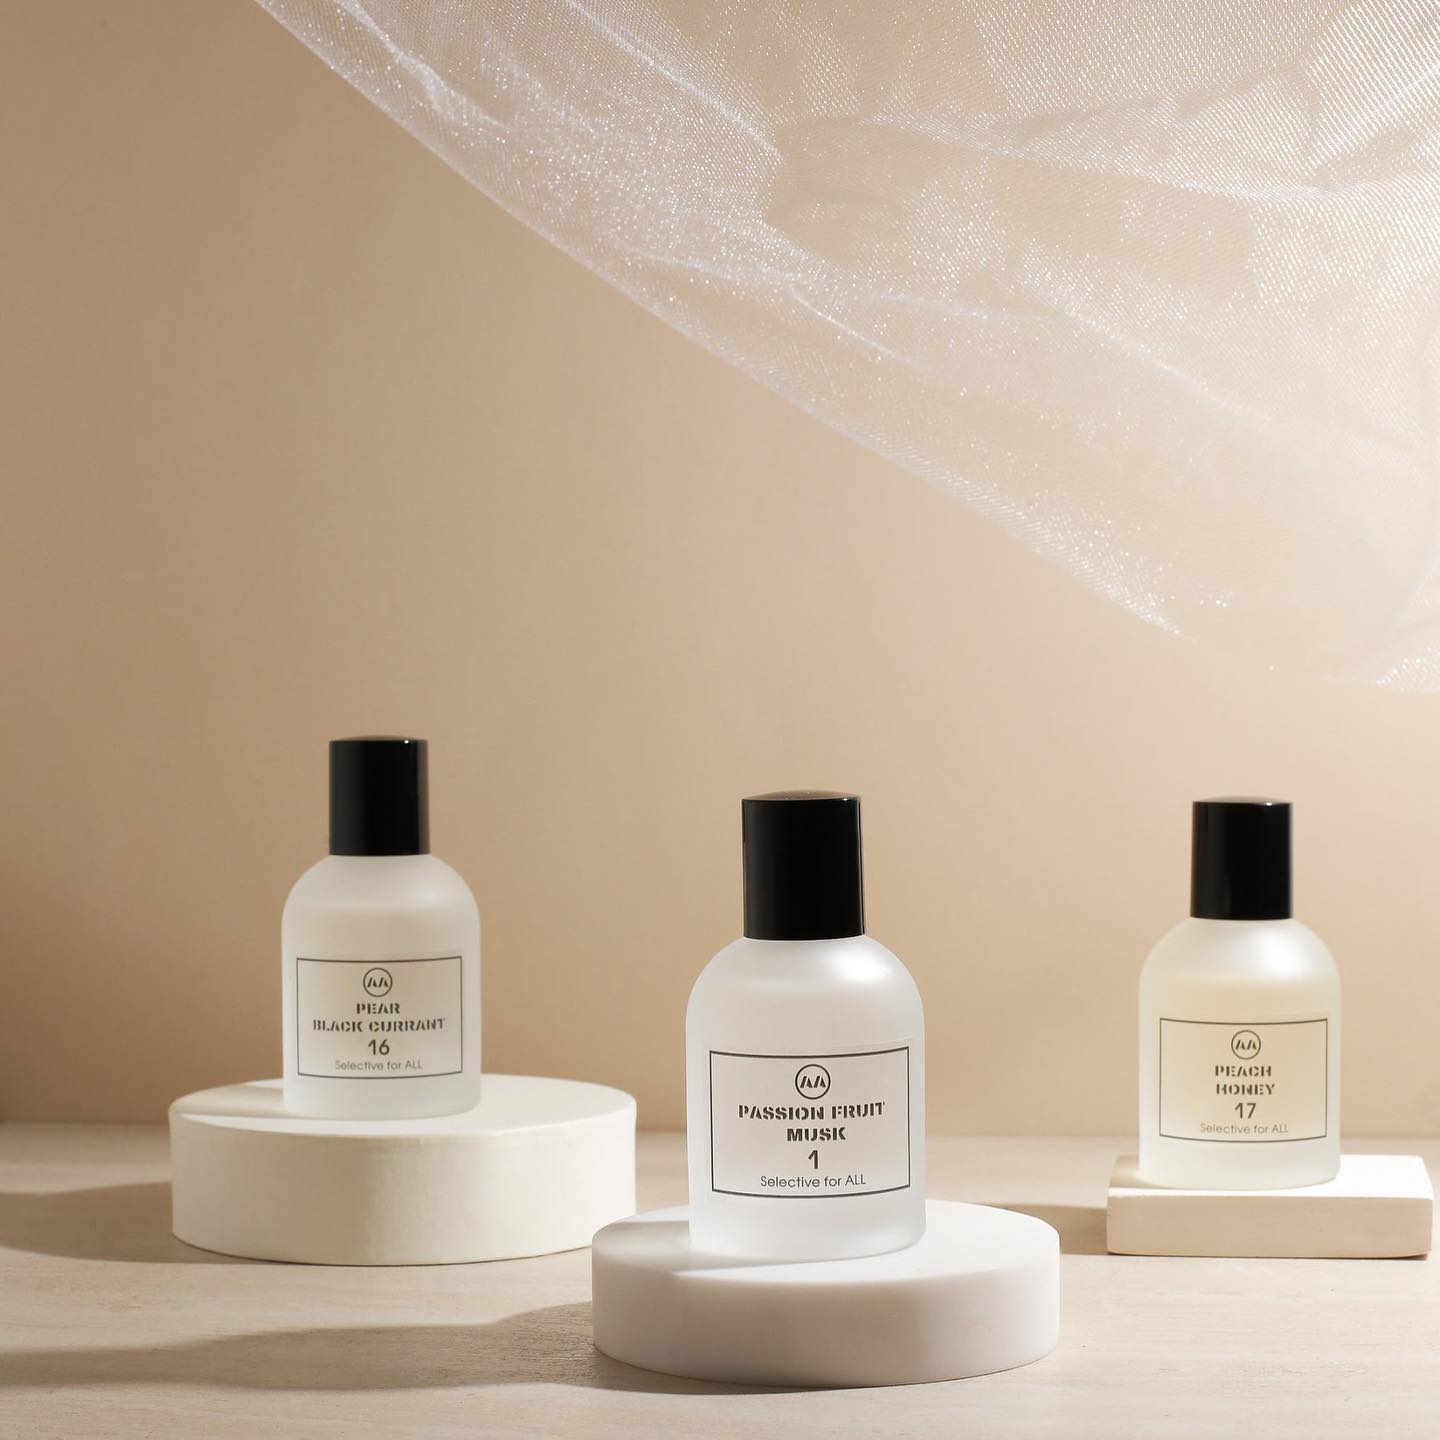 PEAR
BLACK CURRANT
16
Selective for ALL
PASSION FRUIT
MUSK
1
Selective for ALL
PEACH
HONEY
17
Selective for ALL